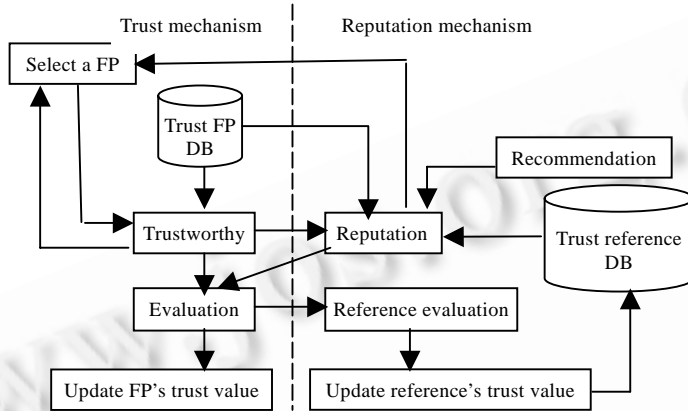 Trust mechanism
Reputation mechanism
Select a FP
Trust FP
DB
Recommendation
Trustworthy
Reputation
Trust reference
DB
Evaluation
Reference evaluation
Update FP's trust value
Update reference's trust value